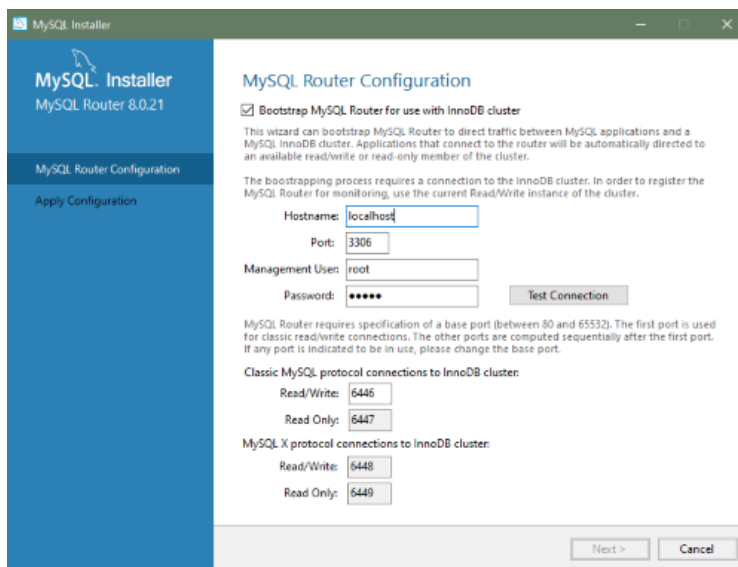 MySQL Installer
MySQL. Installer
MySQL Router 8.0.21
MySQL Router Configuration
Apply Configuration
MySQL Router Configuration
Bootstrap MySQL Router for use with InnoDB cluster
This wizard can bootstrap MySQL Router to direct traffic between MySQL applications and a
MySQL InnoDB cluster. Applications that connect to the router will be automatically directed to
an available read/write or read-only member of the cluster.
The boostrapping process requires a connection to the InnoDB cluster. In order to register the
MySQL Router for monitoring, use the current Read/Write instance of the cluster.
Hostname: localhost
Port: 3306
Management User: root
Password: •••••
Test Connection
MySQL Router requires specification of a base port (between 80 and 65532). The first port is used
for classic read/write connections. The other ports are computed sequentially after the first port.
If any port is indicated to be in use, please change the base port.
Classic MySQL protocol connections to InnoDB cluster:
Read/Write: 6446
Read Only: 6447
MySQL X protocol connections to InnoDB cluster:
Read/Write: 6448
Read Only: 6449
Next >
Cancel